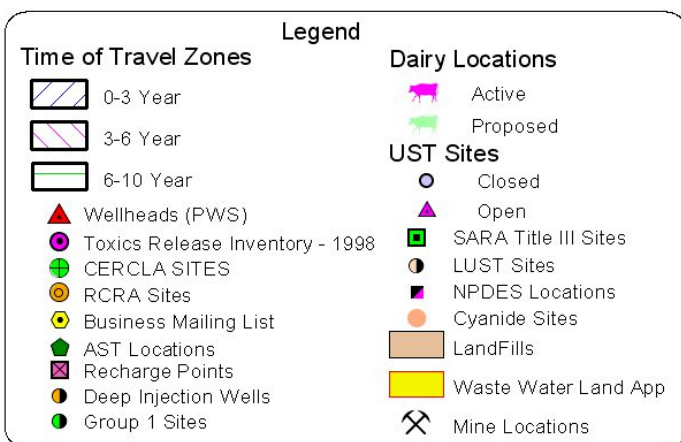 Legend
Time of Travel Zones
0-3 Year
3-6 Year
6-10 Year
Wellheads (PWS)
Toxics Release Inventory - 1998
CERCLA SITES
RCRA Sites
Business Mailing List
AST Locations
Recharge Points
Deep Injection Wells
Group 1 Sites
Dairy Locations
Active
Proposed
UST Sites
Closed
Open
SARA Title III Sites
LUST Sites
NPDES Locations
Cyanide Sites
LandFills
Waste Water Land App
Mine Locations